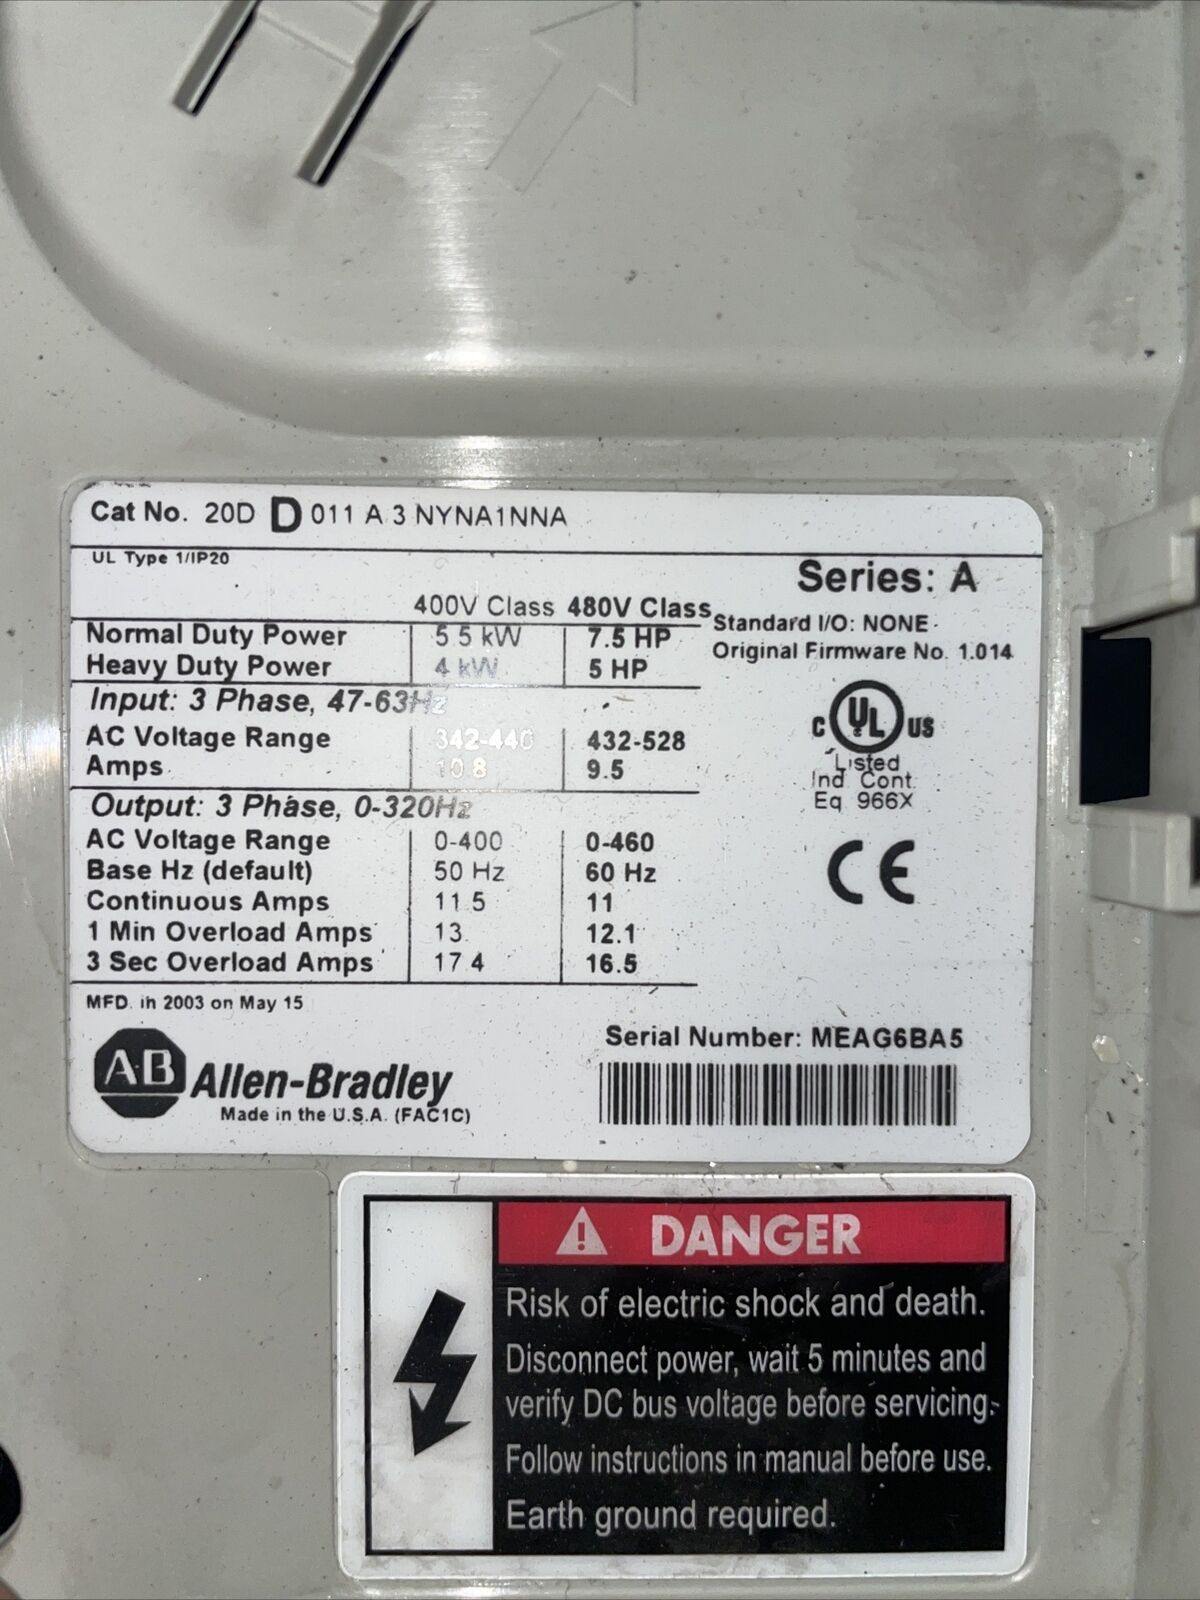 Cat No. 20D D 011 A 3 NYNA1NNA
UL Type 1/IP20
Series: A
400V Class 480V Class
Standard I/O: NONE
Original Firmware No. 1.014
Normal Duty Power 5.5 kW 7.5 HP
Heavy Duty Power 4 kW 5 HP
Input: 3 Phase, 47-63Hz
AC Voltage Range 342-440 432-528
Amps 10.8 9.5
Output: 3 Phase, 0-320Hz
AC Voltage Range 0-400 0-460
Base Hz (default) 50 Hz 60 Hz
Continuous Amps 11.5 11
1 Min Overload Amps 13 12.1
3 Sec Overload Amps 17.4 16.5
C UL US
Listed
Ind Cont
Eq 966X
CE
MFD. in 2003 on May 15
Serial Number: MEAG6BA5
A·B Allen-Bradley
Made in the U.S.A. (FAC1C)
DANGER
Risk of electric shock and death.
Disconnect power, wait 5 minutes and
verify DC bus voltage before servicing.
Follow instructions in manual before use.
Earth ground required.